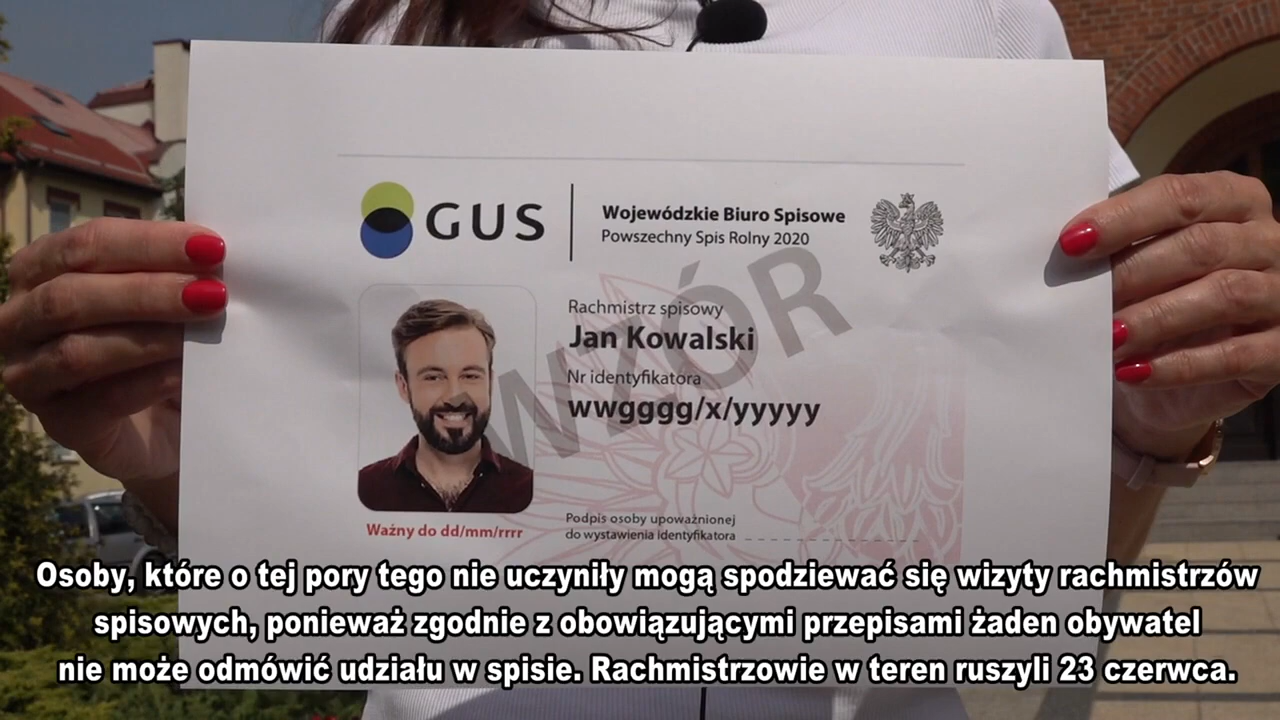 GUS
Wojewódzkie Biuro Spisowe
Powszechny Spis Rolny 2020
WZÓR
Rachmistrz spisowy
Jan Kowalski
Nr identyfikatora
wwgggg/x/yyyyy
Ważny do dd/mm/rrrr
Podpis osoby upoważnionej
do wystawienia identyfikatora
Osoby, które o tej pory tego nie uczyniły mogą spodziewać się wizyty rachmistrzów
spisowych, ponieważ zgodnie z obowiązującymi przepisami żaden obywatel
nie może odmówić udziału w spisie. Rachmistrzowie w teren ruszyli 23 czerwca.